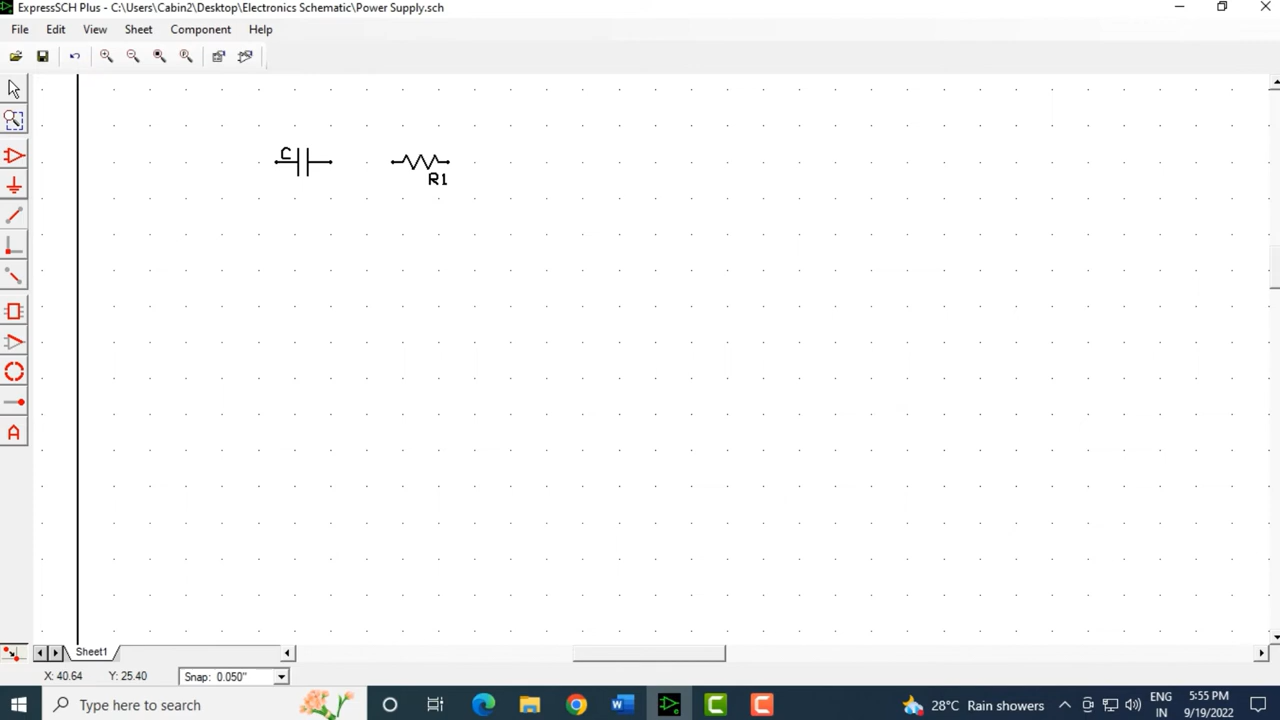 ExpressSCH Plus - C:\Users\Cabin2\Desktop\Electronics Schematic\Power Supply.sch
File Edit View Sheet Component Help
C
R1
A
Sheet1
X: 40.64 Y: 25.40 Snap: 0.050"
Type here to search
28°C Rain showers
ENG
IN
5:55 PM
9/19/2022